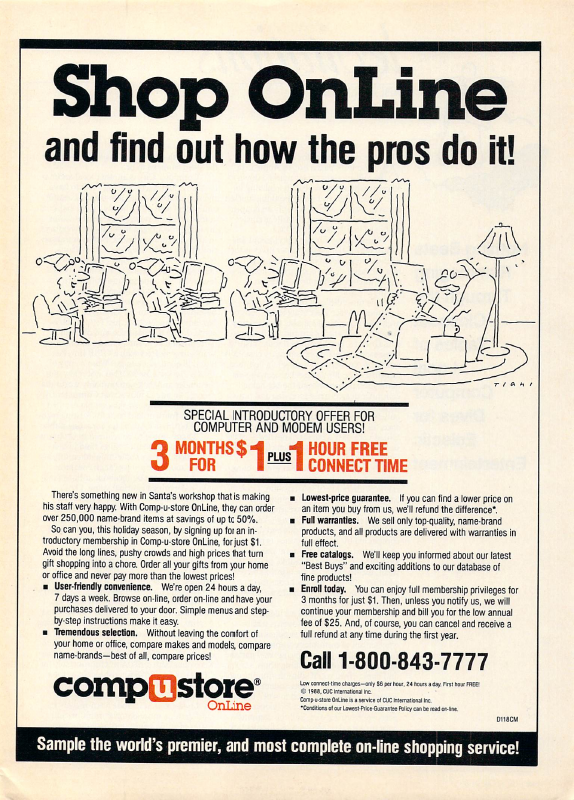 Shop OnLine
and find out how the pros do it!
TIANI
SPECIAL INTRODUCTORY OFFER FOR
COMPUTER AND MODEM USERS!
3 MONTHS FOR $1 PLUS 1 HOUR FREE CONNECT TIME
There's something new in Santa's workshop that is making
his staff very happy. With Comp-u-store OnLine, they can order
over 250,000 name-brand items at savings of up to 50%.
So can you, this holiday season, by signing up for an in-
troductory membership in Comp-u-store OnLine, for just $1.
Avoid the long lines, pushy crowds and high prices that turn
gift shopping into a chore. Order all your gifts from your home
or office and never pay more than the lowest prices!
■ User-friendly convenience. We're open 24 hours a day,
7 days a week. Browse on-line, order on-line and have your
purchases delivered to your door. Simple menus and step-
by-step instructions make it easy.
■ Tremendous selection. Without leaving the comfort of
your home or office, compare makes and models, compare
name-brands—best of all, compare prices!
compustore®
OnLine
■ Lowest-price guarantee. If you can find a lower price on
an item you buy from us, we'll refund the difference*.
■ Full warranties. We sell only top-quality, name-brand
products, and all products are delivered with warranties in
full effect.
■ Free catalogs. We'll keep you informed about our latest
"Best Buys" and exciting additions to our database of
fine products!
■ Enroll today. You can enjoy full membership privileges for
3 months for just $1. Then, unless you notify us, we will
continue your membership and bill you for the low annual
fee of $25. And, of course, you can cancel and receive a
full refund at any time during the first year.
Call 1-800-843-7777
Low connect-time charges—only $6 per hour, 24 hours a day. First hour FREE!
© 1988, CUC International Inc.
Comp-u-store OnLine is a service of CUC International Inc.
*Conditions of our Lowest-Price Guarantee Policy can be read on-line.
D118CM
Sample the world's premier, and most complete on-line shopping service!